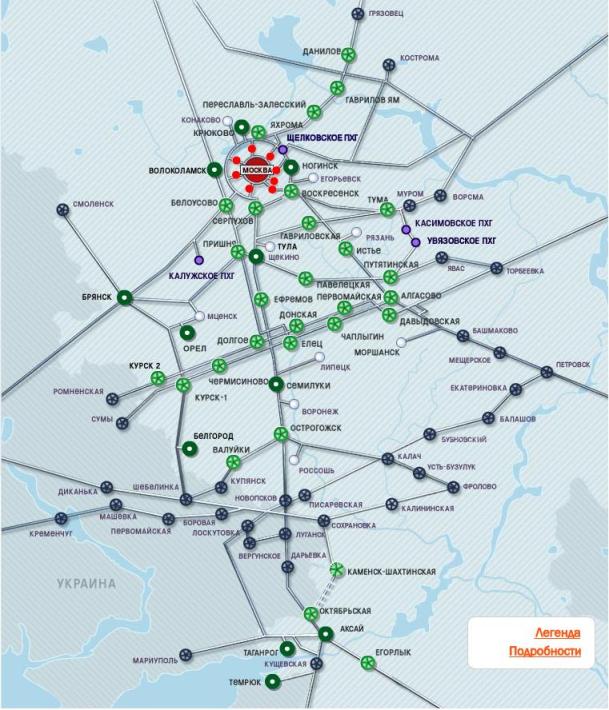 ГРЯЗОВЕЦ
ДАНИЛОВ
КОСТРОМА
ГАВРИЛОВ ЯМ
ПЕРЕСЛАВЛЬ-ЗАЛЕССКИЙ
КОНАКОВО
ЯХРОМА
КРЮКОВО
ЩЕЛКОВСКОЕ ПХГ
ВОЛОКОЛАМСК
МОСКВА
НОГИНСК
ЕГОРЬЕВСК
ВОСКРЕСЕНСК
МУРОМ
ВОРСМА
ТУМА
СМОЛЕНСК
БЕЛОУСОВО
СЕРПУХОВ
КАСИМОВСКОЕ ПХГ
ГАВРИЛОВСКАЯ
РЯЗАНЬ
УВЯЗОВСКОЕ ПХГ
ПРИШНЯ
ТУЛА
ИСТЬЕ
ЩЕКИНО
КАЛУЖСКОЕ ПХГ
ПУТЯТИНСКАЯ
ЯВАС
ТОРБЕЕВКА
ПАВЕЛЕЦКАЯ
БРЯНСК
ЕФРЕМОВ
ПЕРВОМАЙСКАЯ
АЛГАСОВО
МЦЕНСК
ДОНСКАЯ
ДАВЫДОВСКАЯ
ОРЕЛ
ДОЛГОЕ
ЕЛЕЦ
ЧАПЛЫГИН
БАШМАКОВО
МОРШАНСК
МЕЩЕРСКОЕ
ЛИПЕЦК
ПЕТРОВСК
КУРСК 2
ЧЕРМИСИНОВО
СЕМИЛУКИ
ЕКАТЕРИНОВКА
РОМНЕНСКАЯ
КУРСК-1
ВОРОНЕЖ
СУМЫ
БАЛАШОВ
ОСТРОГОЖСК
БУБНОВСКИЙ
БЕЛГОРОД
ВАЛУЙКИ
РОССОШЬ
КАЛАЧ
УСТЬ-БУЗУЛУК
ДИКАНЬКА
ШЕБЕЛИНКА
КУПЯНСК
ФРОЛОВО
НОВОПСКОВ
ПИСАРЕВСКАЯ
КАЛИНИНСКАЯ
МАШЕВКА
БОРОВАЯ
СОХРАНОВКА
КРЕМЕНЧУГ
ПЕРВОМАЙСКАЯ
ЛОСКУТОВКА
ЛУГАНСК
ВЕРГУНСКОЕ
ДАРЬЕВКА
КАМЕНСК-ШАХТИНСКАЯ
УКРАИНА
ОКТЯБРЬСКАЯ
АКСАЙ
Легенда
МАРИУПОЛЬ
ТАГАНРОГ
Подробности
КУЩЕВСКАЯ
ЕГОРЛЫК
ТЕМРЮК